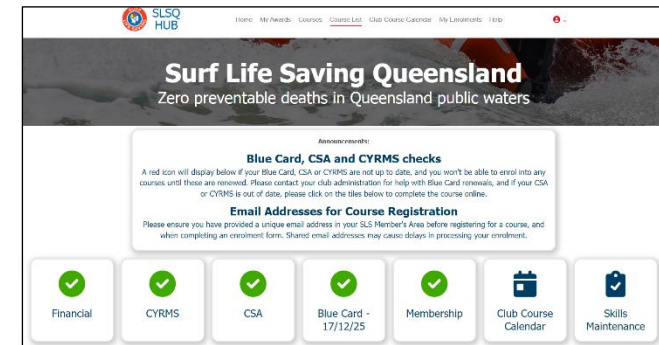 SLSQ
HUB
Home My Awards Courses Course List Club Course Calendar My Enrolments Help
Surf Life Saving Queensland
Zero preventable deaths in Queensland public waters
Announcements:
Blue Card, CSA and CYRMS checks
A red icon will display below if your Blue Card, CSA or CYRMS are not up to date, and you won't be able to enrol into any
courses until these are renewed. Please contact your club administration for help with Blue Card renewals, and if your CSA
or CYRMS is out of date, please click on the tiles below to complete the course online.
Email Addresses for Course Registration
Please ensure you have provided a unique email address in your SLS Member's Area before registering for a course, and
when completing an enrolment form. Shared email addresses may cause delays in processing your enrolment.
Financial
CYRMS
CSA
Blue Card -
17/12/25
Membership
Club Course
Calendar
Skills
Maintenance